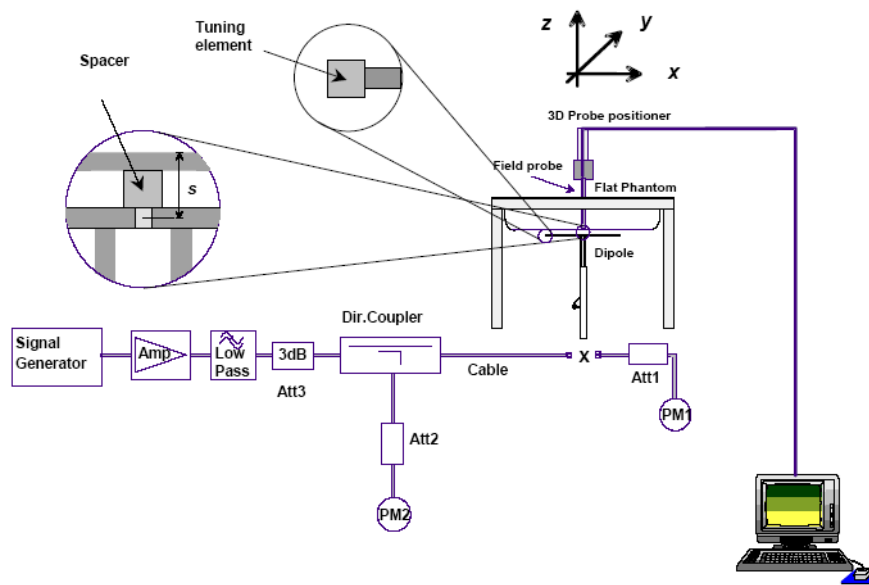 Tuning
element
Spacer
z
y
x
3D Probe positioner
Field probe
Flat Phantom
s
Dipole
Dir.Coupler
Signal
Generator
Amp
Low
Pass
3dB
Att3
Cable
X
Att1
PM1
Att2
PM2